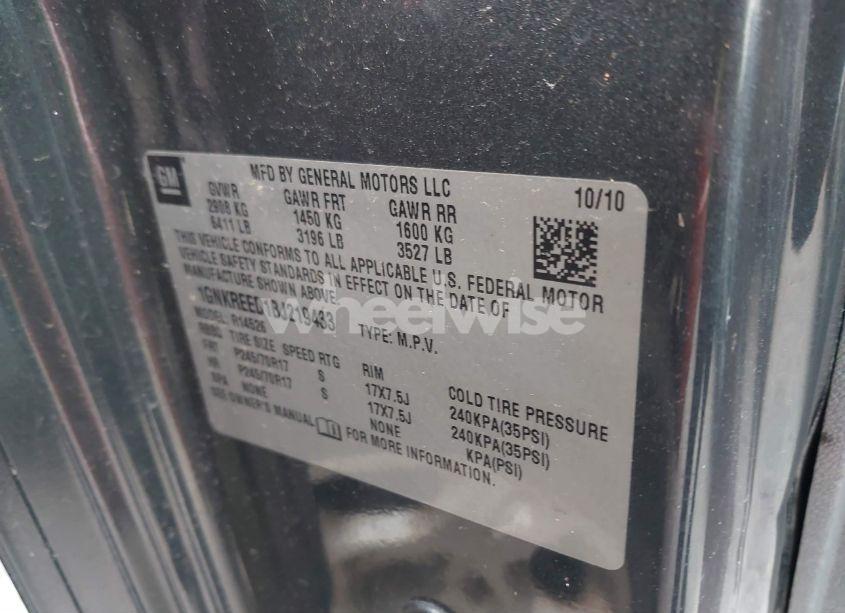 GM
MFD BY GENERAL MOTORS LLC 10/10
GVWR GAWR FRT GAWR RR
2908 KG 1450 KG 1600 KG
6411 LB 3196 LB 3527 LB
THIS VEHICLE CONFORMS TO ALL APPLICABLE U.S. FEDERAL MOTOR
VEHICLE SAFETY STANDARDS IN EFFECT ON THE DATE OF
MANUFACTURE SHOWN ABOVE.
1GNKREED1BJ219433 TYPE: M.P.V.
MODEL: R14526
TIRE SIZE SPEED RTG RIM COLD TIRE PRESSURE
FRT P245/70R17 S 17X7.5J 240KPA(35PSI)
RR P245/70R17 S 17X7.5J 240KPA(35PSI)
SPA NONE NONE KPA(PSI)
SEE OWNER'S MANUAL FOR MORE INFORMATION.
wheelwise